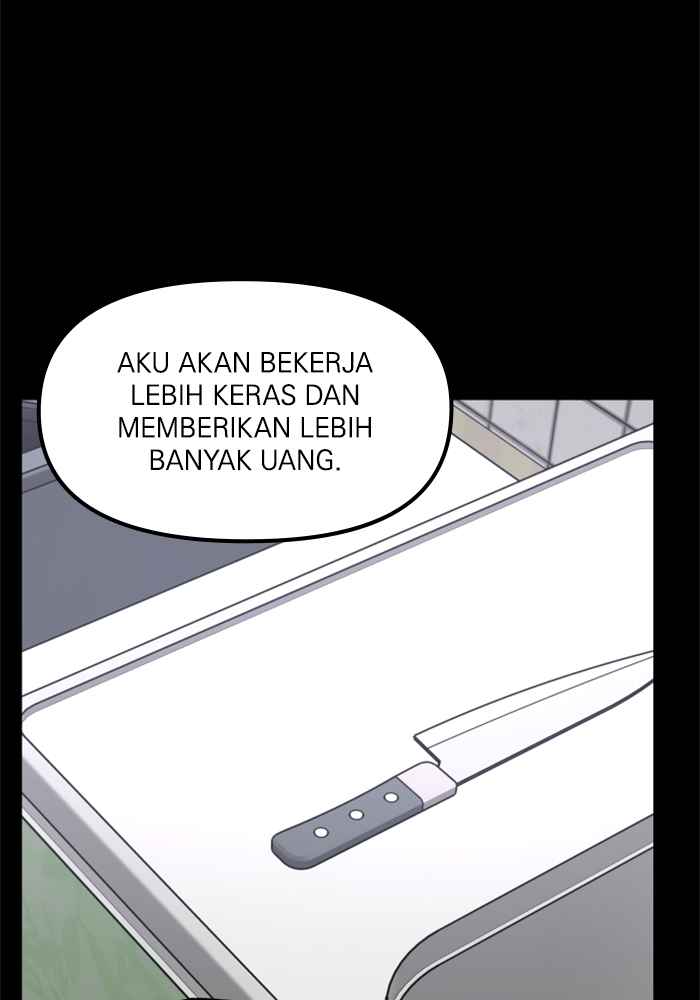 AKU AKAN BEKERJA
LEBIH KERAS DAN
MEMBERIKAN LEBIH
BANYAK UANG.